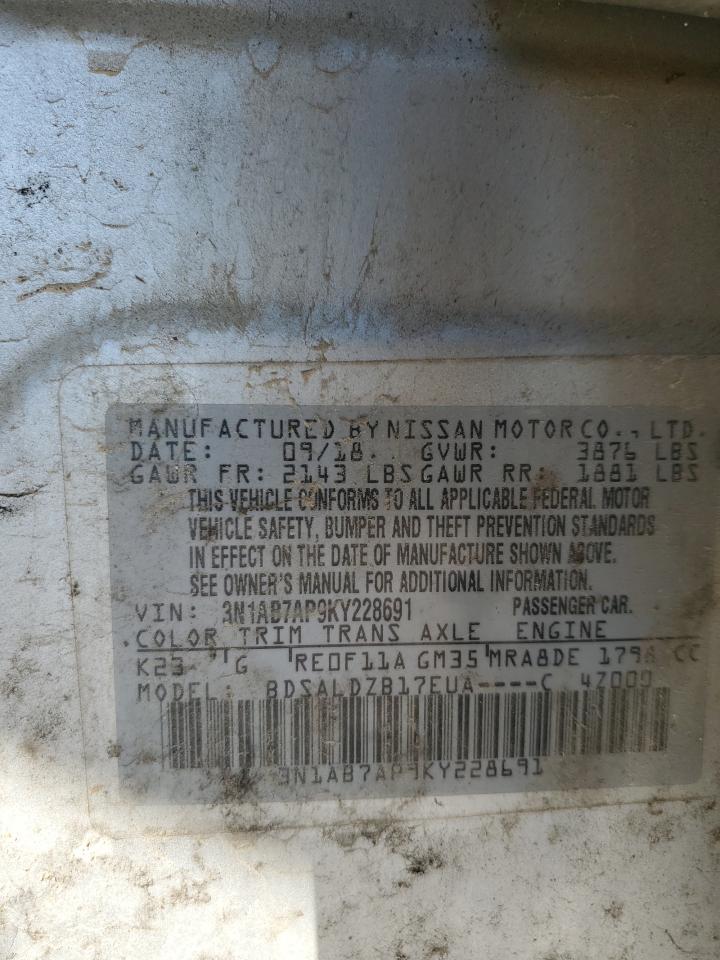 MANUFACTURED BY NISSAN MOTOR CO., LTD.
DATE: 09/18 GVWR: 3876 LBS
GAWR FR: 2143 LBS GAWR RR: 1881 LBS
THIS VEHICLE CONFORMS TO ALL APPLICABLE FEDERAL MOTOR
VEHICLE SAFETY, BUMPER AND THEFT PREVENTION STANDARDS
IN EFFECT ON THE DATE OF MANUFACTURE SHOWN ABOVE.
SEE OWNER'S MANUAL FOR ADDITIONAL INFORMATION.
VIN: 3N1AB7AP9KY228691 PASSENGER CAR.
COLOR TRIM TRANS AXLE ENGINE
K23 G RE0F11A GM35 MRA8DE 1798 CC
MODEL: BDSALDZB17EUA----C 4Z000
3N1AB7AP9KY228691